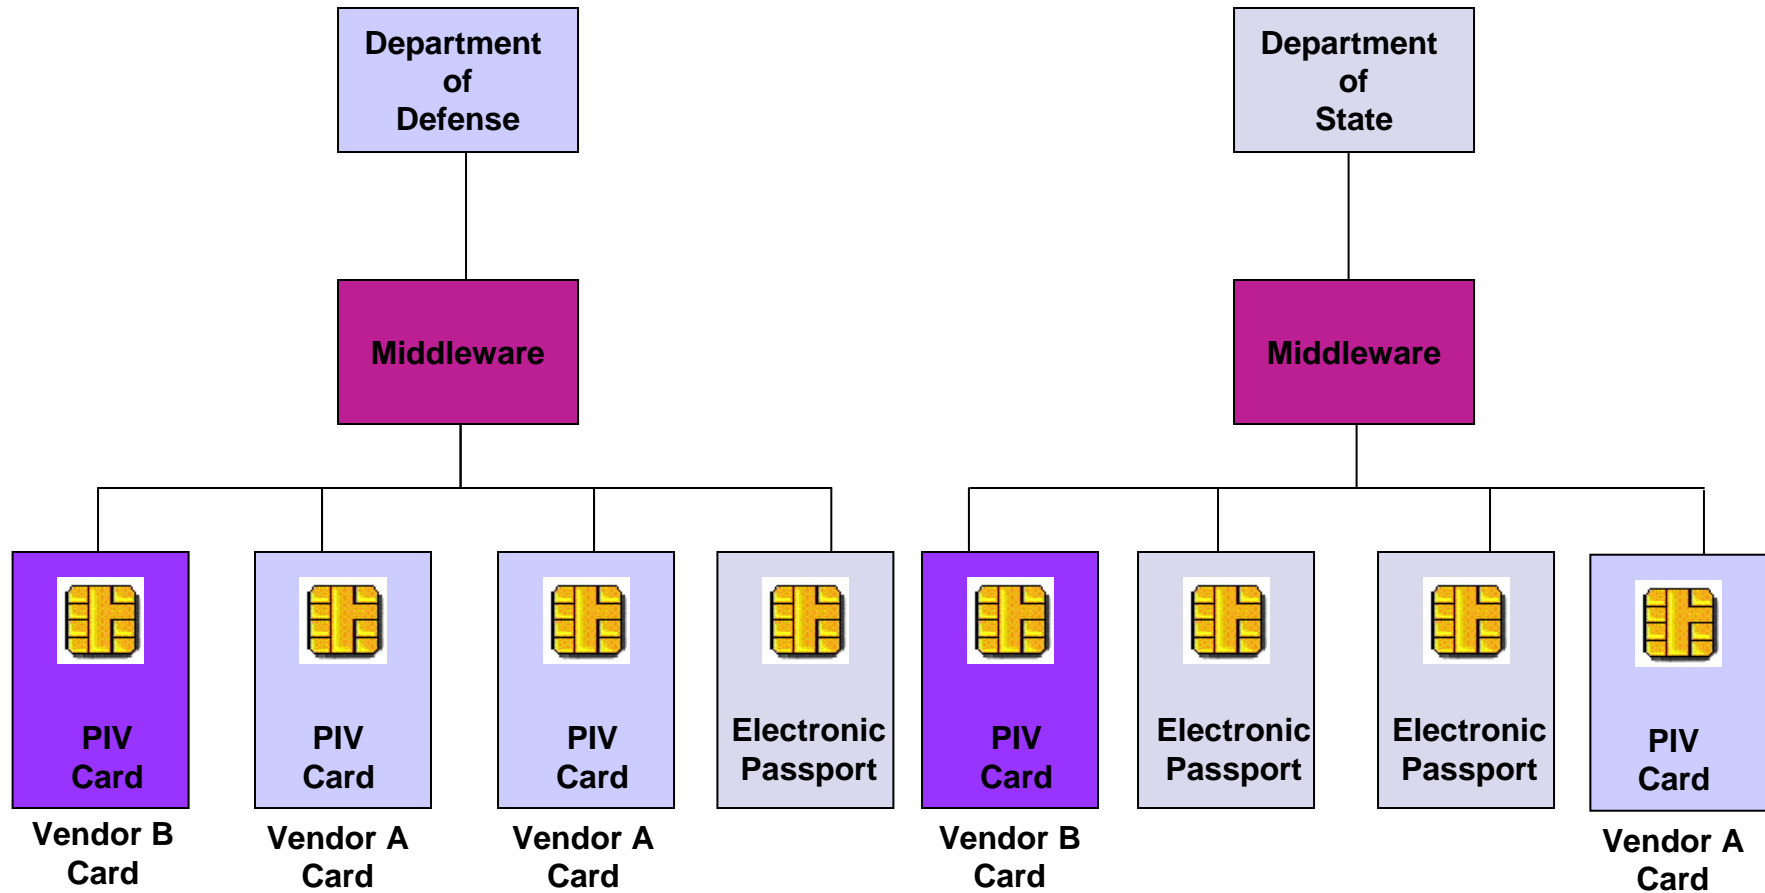 Department
of
Defense
Department
of
State
Middleware
Middleware
PIV
Card
PIV
Card
PIV
Card
Electronic
Passport
PIV
Card
Electronic
Passport
Electronic
Passport
PIV
Card
Vendor B
Card
Vendor A
Card
Vendor A
Card
Vendor B
Card
Vendor A
Card